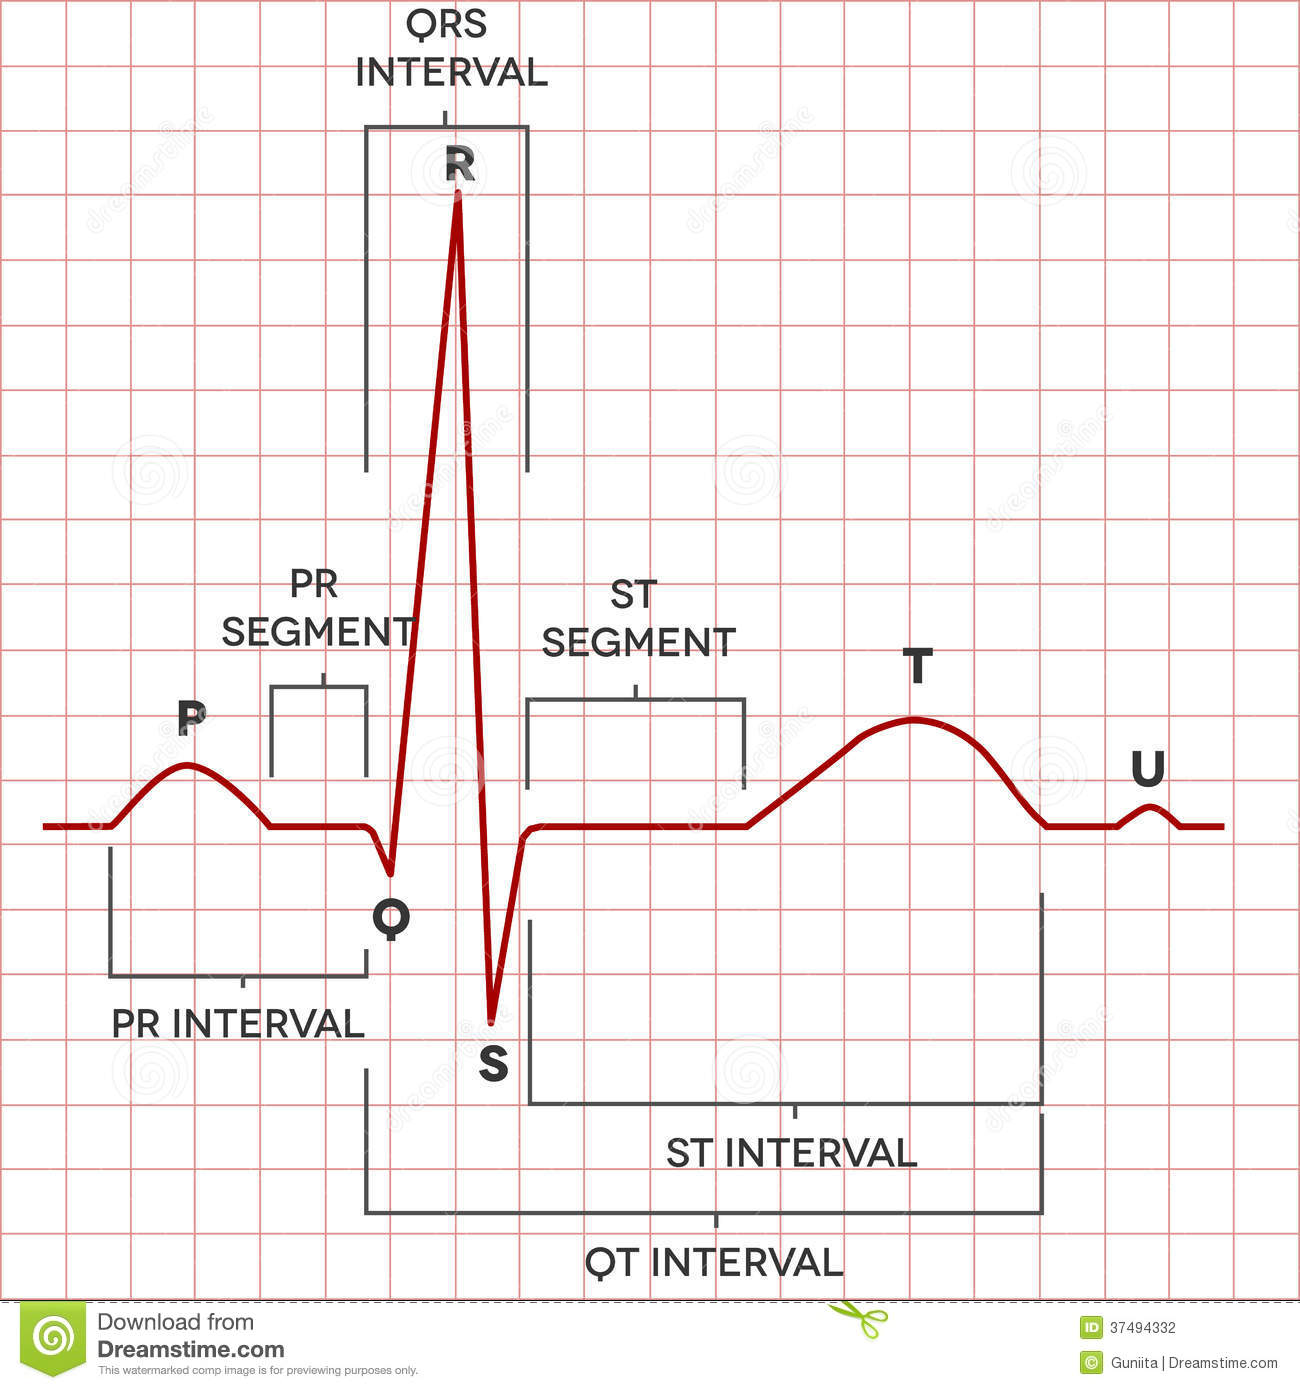 QRS
INTERVAL
R
PR
SEGMENT
ST
SEGMENT
P
T
U
Q
PR INTERVAL
S
ST INTERVAL
QT INTERVAL
Download from
Dreamstime.com
This watermarked comp image is for previewing purposes only.
ID 37494332
© Guniita | Dreamstime.com
dreamstime